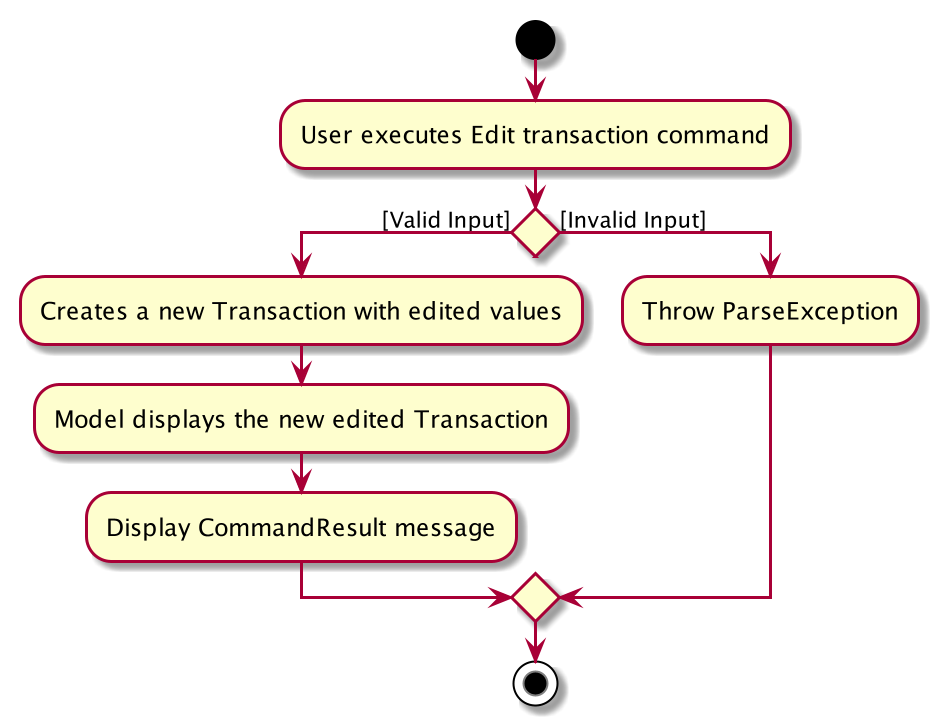 User executes Edit transaction command
[Valid Input]
[Invalid Input]
Creates a new Transaction with edited values
Throw ParseException
Model displays the new edited Transaction
Display CommandResult message